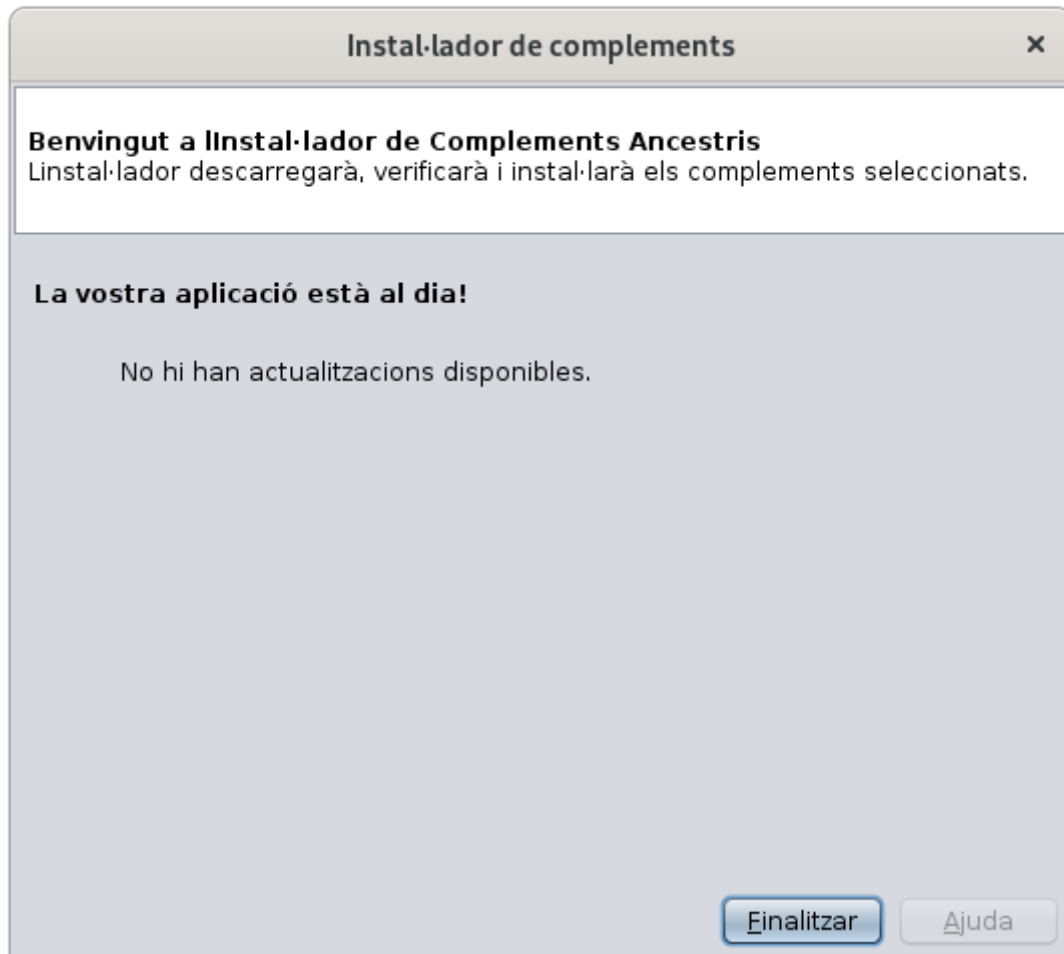 Instal·lador de complements
Benvingut a lInstal·lador de Complements Ancestris
Linstal·lador descarregarà, verificarà i instal·larà els complements seleccionats.
La vostra aplicació està al dia!
No hi han actualitzacions disponibles.
Finalitzar
Ajuda